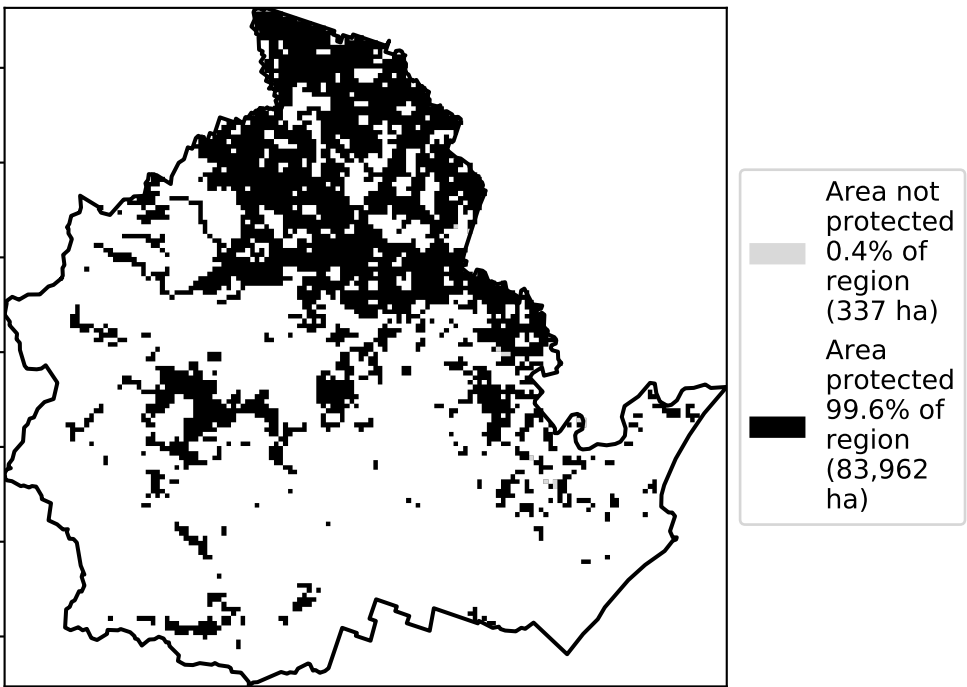 Area not
protected
0.4% of
region
(337 ha)
Area
protected
99.6% of
region
(83,962
ha)